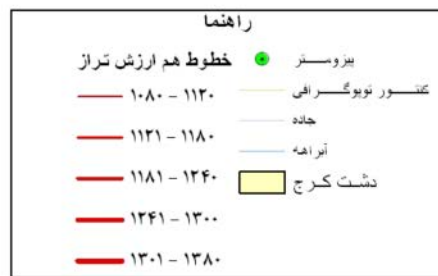 راهنما
پیزومتر
کنتور توپوگرافی
جاده
آبراهه
دشت کرج
خطوط هم ارزش تراز
۱۰۸۰ - ۱۱۲۰
۱۱۲۱ - ۱۱۸۰
۱۱۸۱ - ۱۲۴۰
۱۲۴۱ - ۱۳۰۰
۱۳۰۱ - ۱۳۸۰